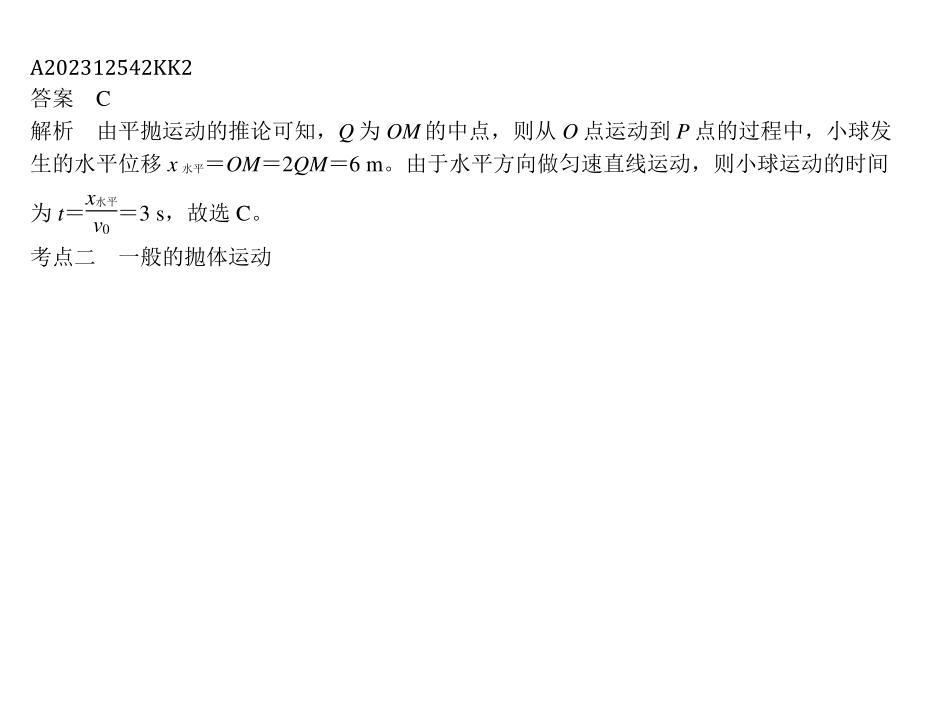 A202312542KK2
答案　C
解析　由平抛运动的推论可知，Q 为 OM 的中点，则从 O 点运动到 P 点的过程中，小球发
生的水平位移 x水平＝OM＝2QM＝6 m。由于水平方向做匀速直线运动，则小球运动的时间
为 t＝x水平/v0＝3 s，故选 C。
考点二　一般的抛体运动